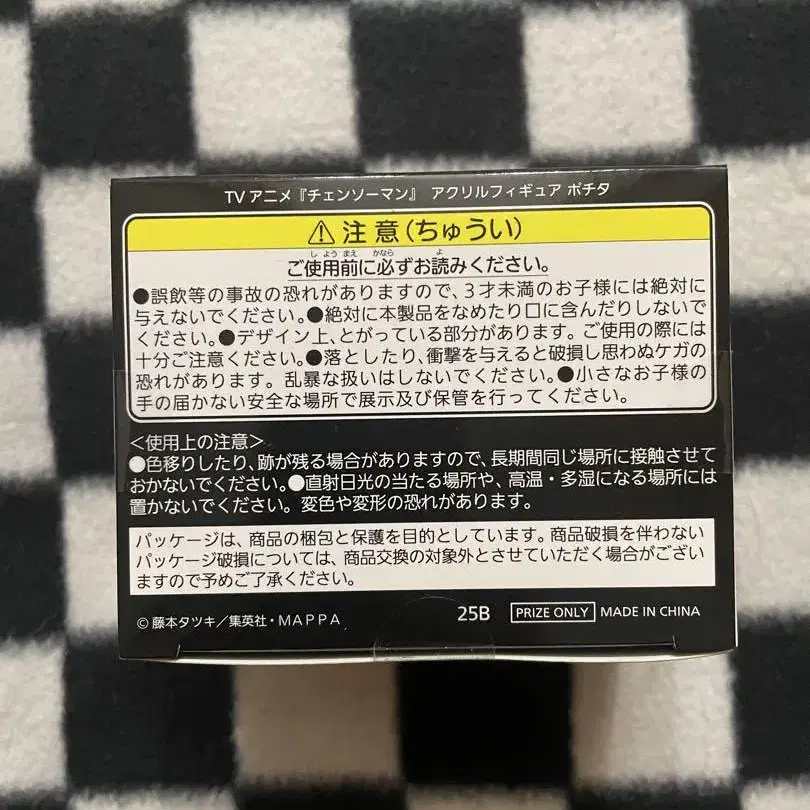 TV アニメ『チェンソーマン』 アクリルフィギュア ポチタ
⚠注意(ちゅうい)
ご使用前に必ずお読みください。
●誤飲等の事故の恐れがありますので、3才未満のお子様には絶対に
与えないでください。●絶対に本製品をなめたり口に含んだりしないで
ください。●デザイン上、とがっている部分があります。ご使用の際には
十分ご注意ください。●落としたり、衝撃を与えると破損し思わぬケガの
恐れがあります。乱暴な扱いはしないでください。●小さなお子様の
手の届かない安全な場所で展示及び保管を行ってください。
<使用上の注意>
●色移りしたり、跡が残る場合がありますので、長期間同じ場所に接触させて
おかないでください。●直射日光の当たる場所や、高温・多湿になる場所には
置かないでください。変色や変形の恐れがあります。
パッケージは、商品の梱包と保護を目的としています。商品破損を伴わない
パッケージ破損については、商品交換の対象外とさせていただく場合がござい
ますので予めご了承ください。
©藤本タツキ/集英社・MAPPA 25B PRIZE ONLY MADE IN CHINA